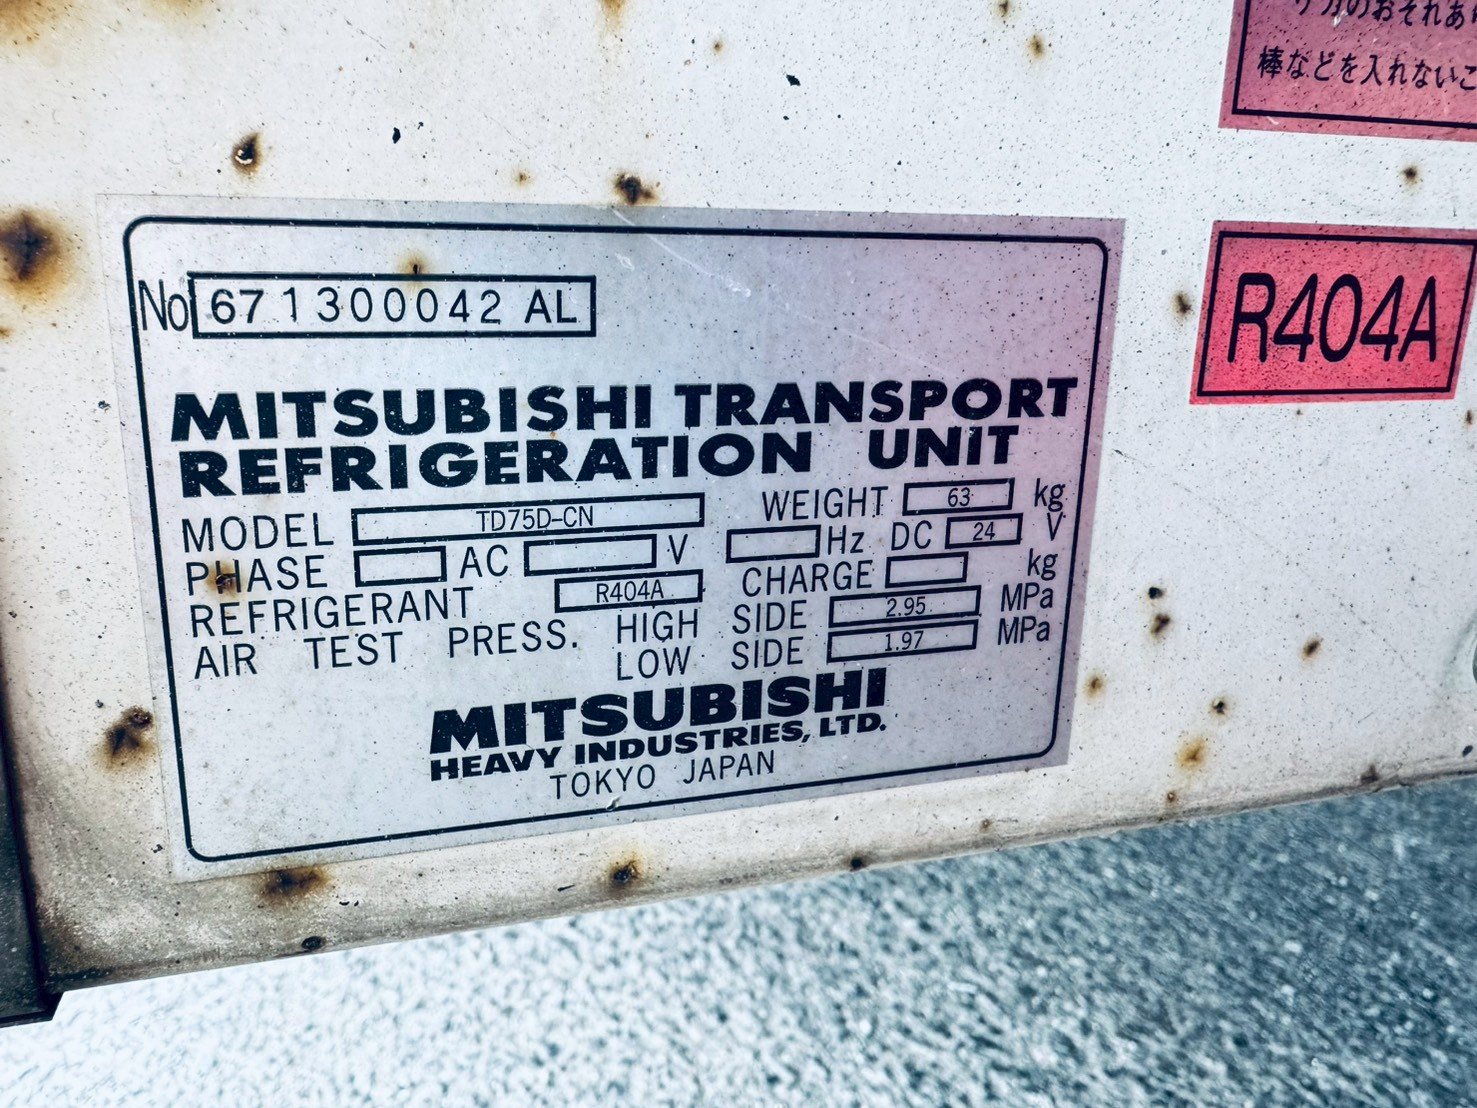 ケガのおそれあ
棒などを入れないこ
R404A
No 671300042 AL
MITSUBISHI TRANSPORT
REFRIGERATION UNIT
MODEL TD75D-CN WEIGHT 63 kg
PHASE AC V Hz DC 24 V
REFRIGERANT R404A CHARGE kg
AIR TEST PRESS. HIGH SIDE 2.95 MPa
LOW SIDE 1.97 MPa
MITSUBISHI
HEAVY INDUSTRIES, LTD.
TOKYO JAPAN